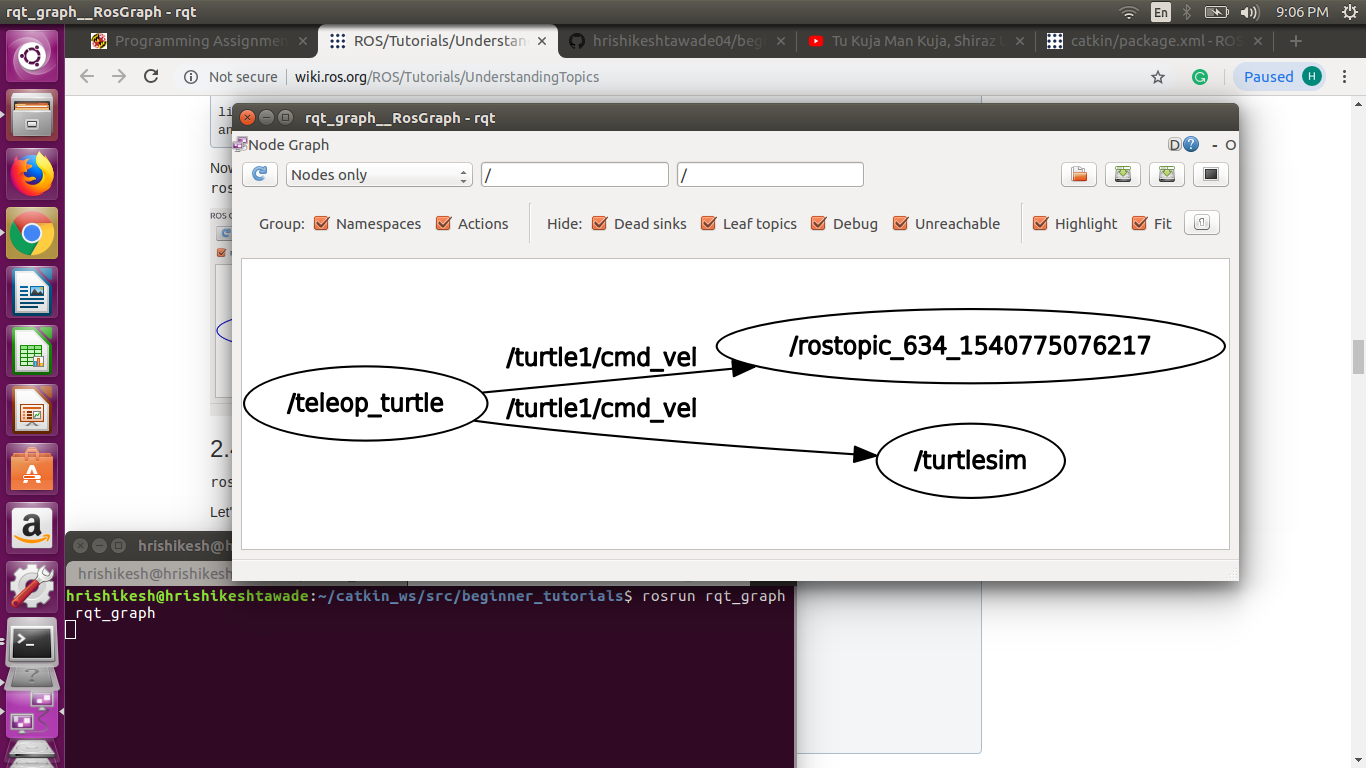 rqt_graph__RosGraph - rqt
En
9:06 PM
Programming Assignmen
ROS/Tutorials/Understan
hrishikeshtawade04/beg
Tu Kuja Man Kuja, Shiraz
catkin/package.xml - ROS
Not secure
wiki.ros.org/ROS/Tutorials/UnderstandingTopics
Paused
H
li
an
rqt_graph__RosGraph - rqt
Node Graph
D
?
- O
Nodes only
/
/
Group:
Namespaces
Actions
Hide:
Dead sinks
Leaf topics
Debug
Unreachable
Highlight
Fit
Now
ros
ROS G
/teleop_turtle
/turtle1/cmd_vel
/turtle1/cmd_vel
/rostopic_634_1540775076217
/turtlesim
2.
ros
Let'
hrishikesh@h
hrishikesh@hrishikesh
hrishikesh@hrishikeshtawade:~/catkin_ws/src/beginner_tutorials$ rosrun rqt_graph
rqt_graph